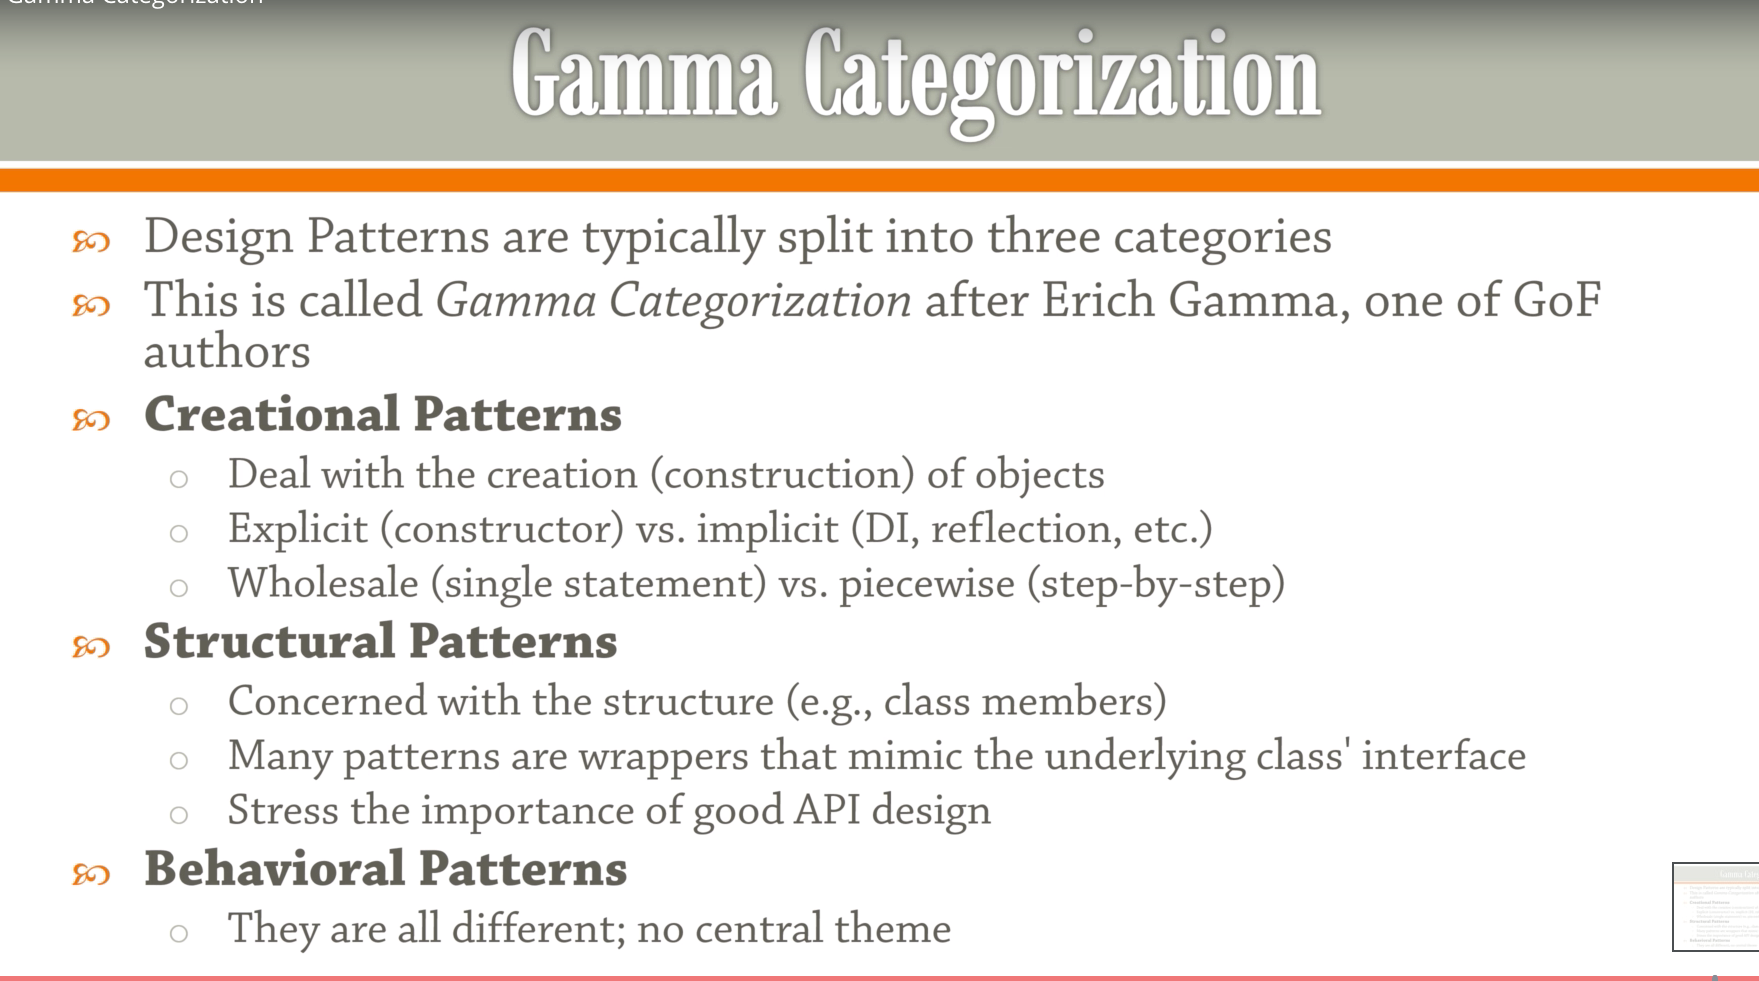 Gamma Categorization
Gamma Categorization
Design Patterns are typically split into three categories
This is called Gamma Categorization after Erich Gamma, one of GoF
authors
Creational Patterns
Deal with the creation (construction) of objects
Explicit (constructor) vs. implicit (DI, reflection, etc.)
Wholesale (single statement) vs. piecewise (step-by-step)
Structural Patterns
Concerned with the structure (e.g., class members)
Many patterns are wrappers that mimic the underlying class' interface
Stress the importance of good API design
Behavioral Patterns
They are all different; no central theme